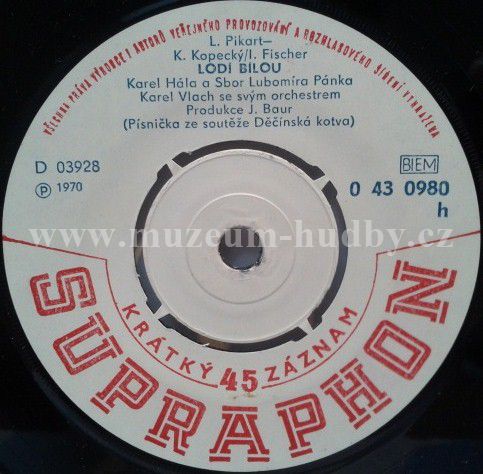 VŠECHNA PRÁVA VÝROBCE I AUTORŮ VEŘEJNÉHO PROVOZOVÁNÍ A ROZHLASOVÉHO ŠÍŘENÍ VYHRAZENA
L. Pikart–
K. Kopecký/I. Fischer
LODÍ BÍLOU
Karel Hála a Sbor Lubomíra Pánka
Karel Vlach se svým orchestrem
Produkce J. Baur
(Písnička ze soutěže Děčínská kotva)
D 03928
BIEM
Ⓟ 1970
0 43 0980
h
www.muzeum-hudby.cz
KRÁTKÝ 45 ZÁZNAM
SUPRAPHON